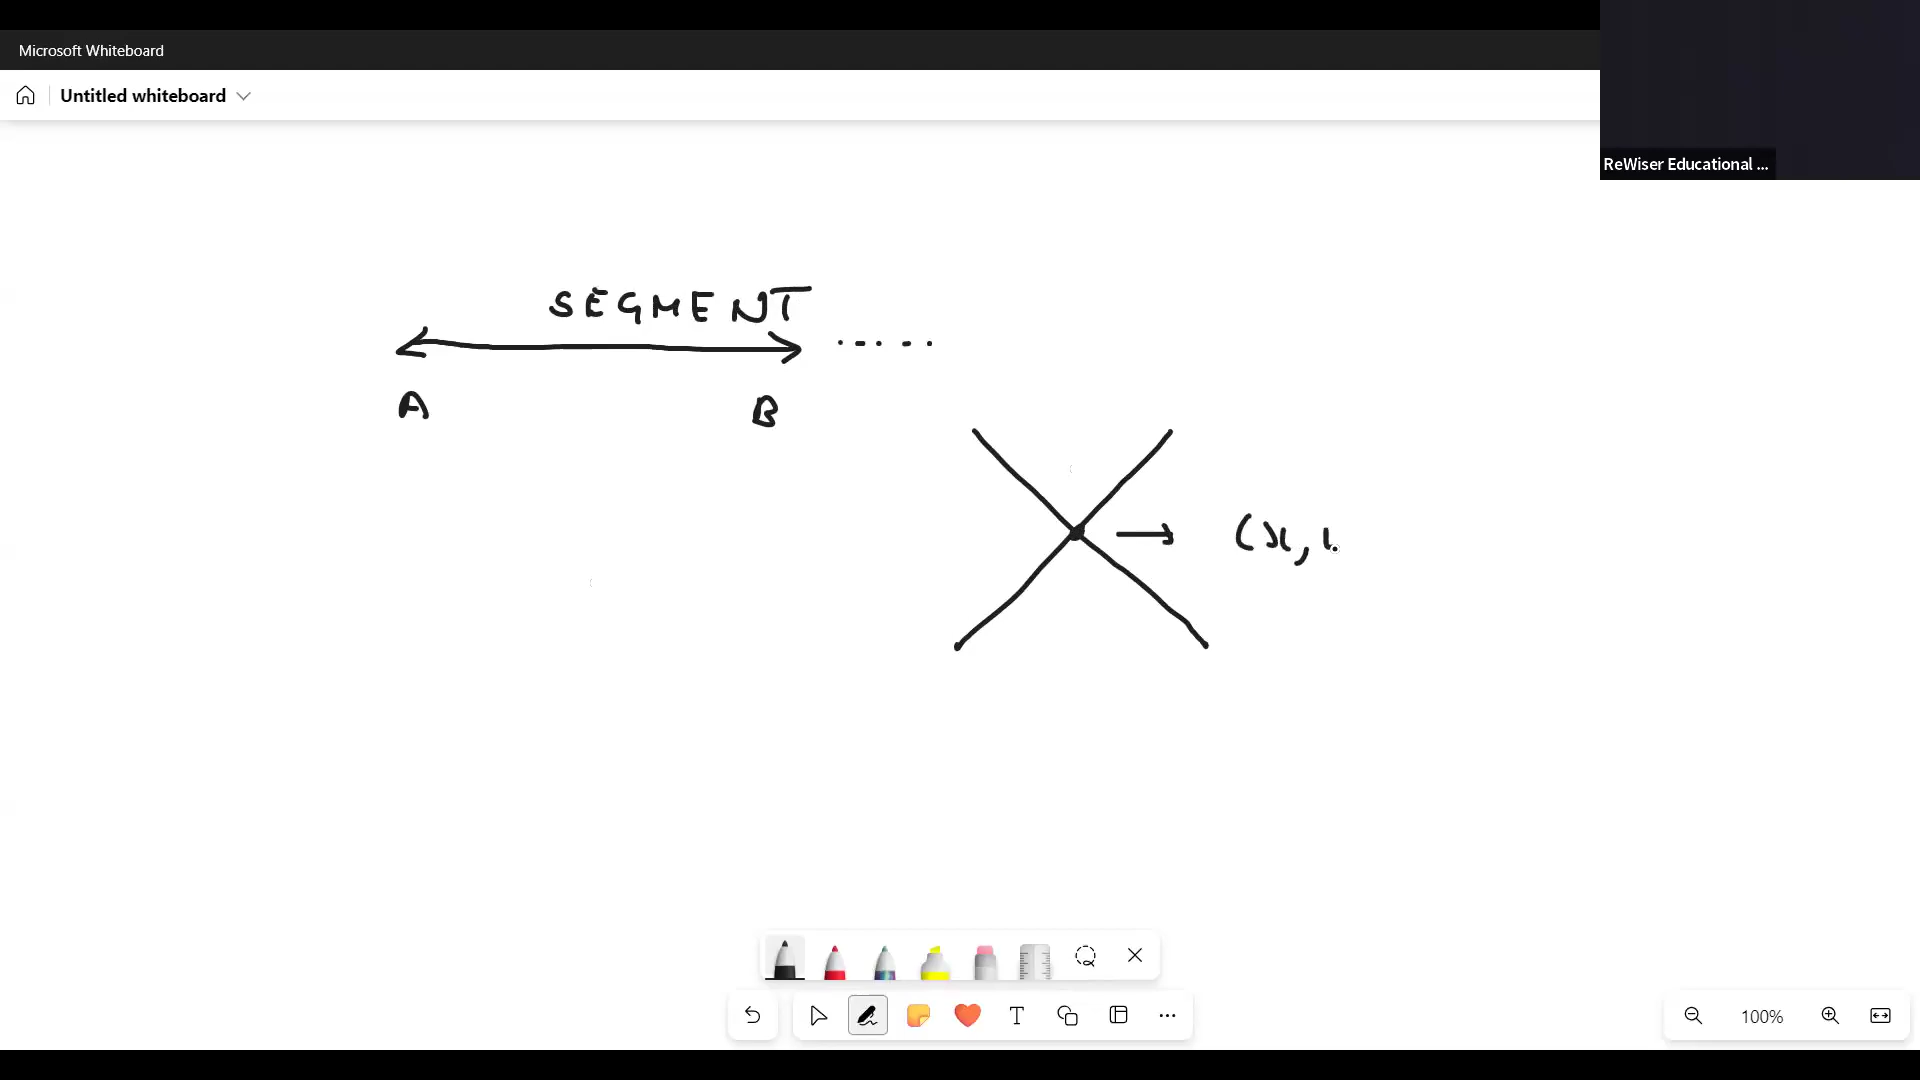 Microsoft Whiteboard
Untitled whiteboard
ReWiser Educational ...
SEGMENT
A B
(x,
100%